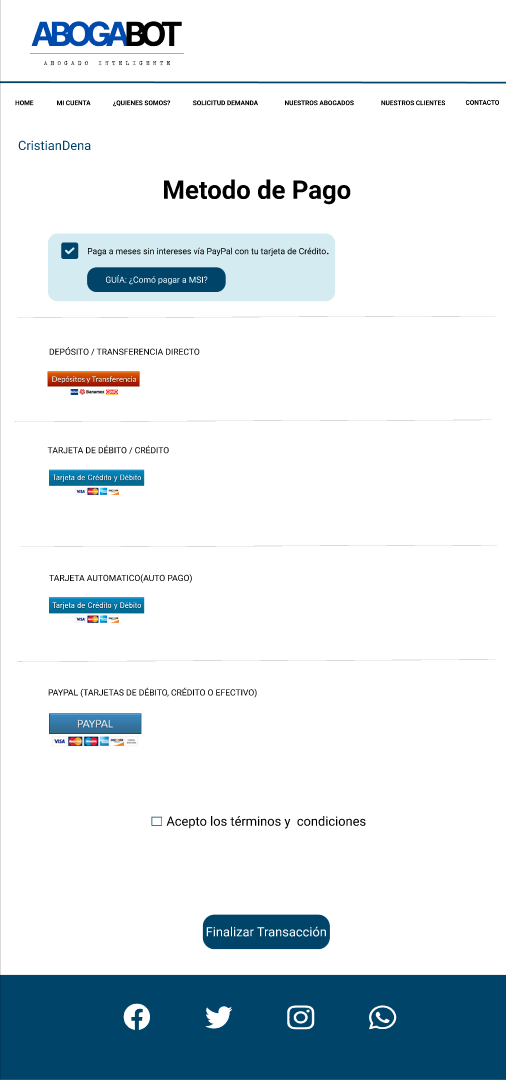 ABOGABOT
ABOGADO INTELIGENTE
HOME MI CUENTA ¿QUIENES SOMOS? SOLICITUD DEMANDA NUESTROS ABOGADOS NUESTROS CLIENTES CONTACTO
CristianDena
Metodo de Pago
Paga a meses sin intereses vía PayPal con tu tarjeta de Crédito.
GUÍA: ¿Comó pagar a MSI?
DEPÓSITO / TRANSFERENCIA DIRECTO
Depósitos y Transferencia
Banamex
TARJETA DE DÉBITO / CRÉDITO
Tarjeta de Crédito y Débito
VISA
TARJETA AUTOMATICO(AUTO PAGO)
Tarjeta de Crédito y Débito
VISA
PAYPAL (TARJETAS DE DÉBITO, CRÉDITO O EFECTIVO)
PAYPAL
VISA
Acepto los términos y condiciones
Finalizar Transacción